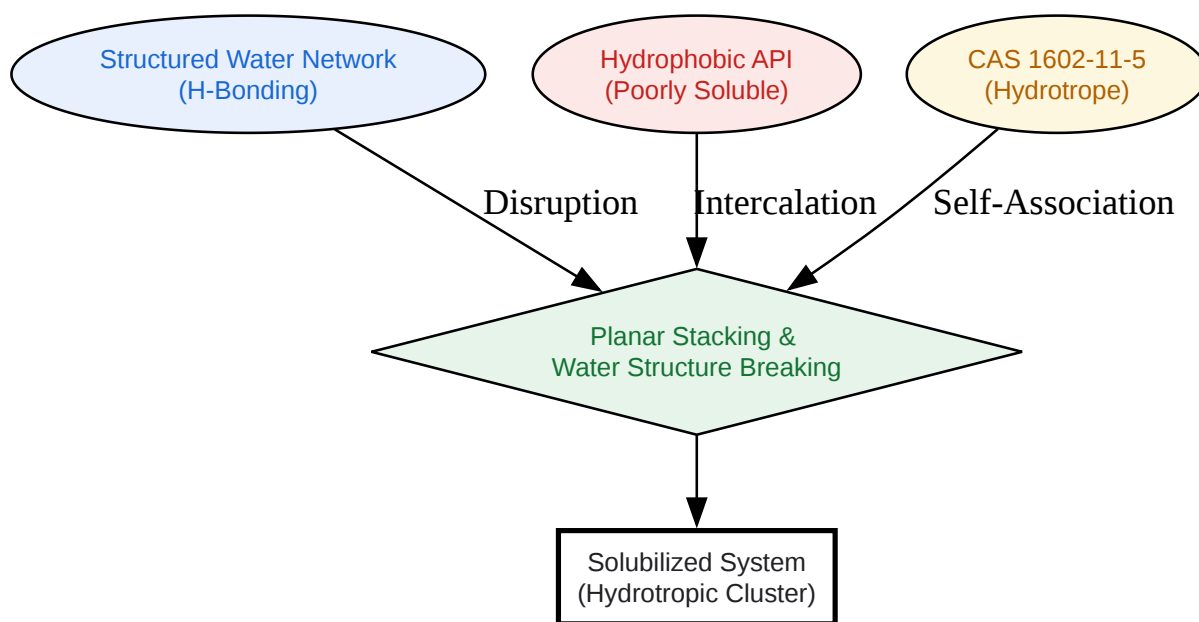 Structured Water Network
(H-Bonding)
Hydrophobic API
(Poorly Soluble)
CAS 1602-11-5
(Hydrotrope)
Disruption
Intercalation
Self-Association
Planar Stacking &
Water Structure Breaking
Solubilized System
(Hydrotropic Cluster)